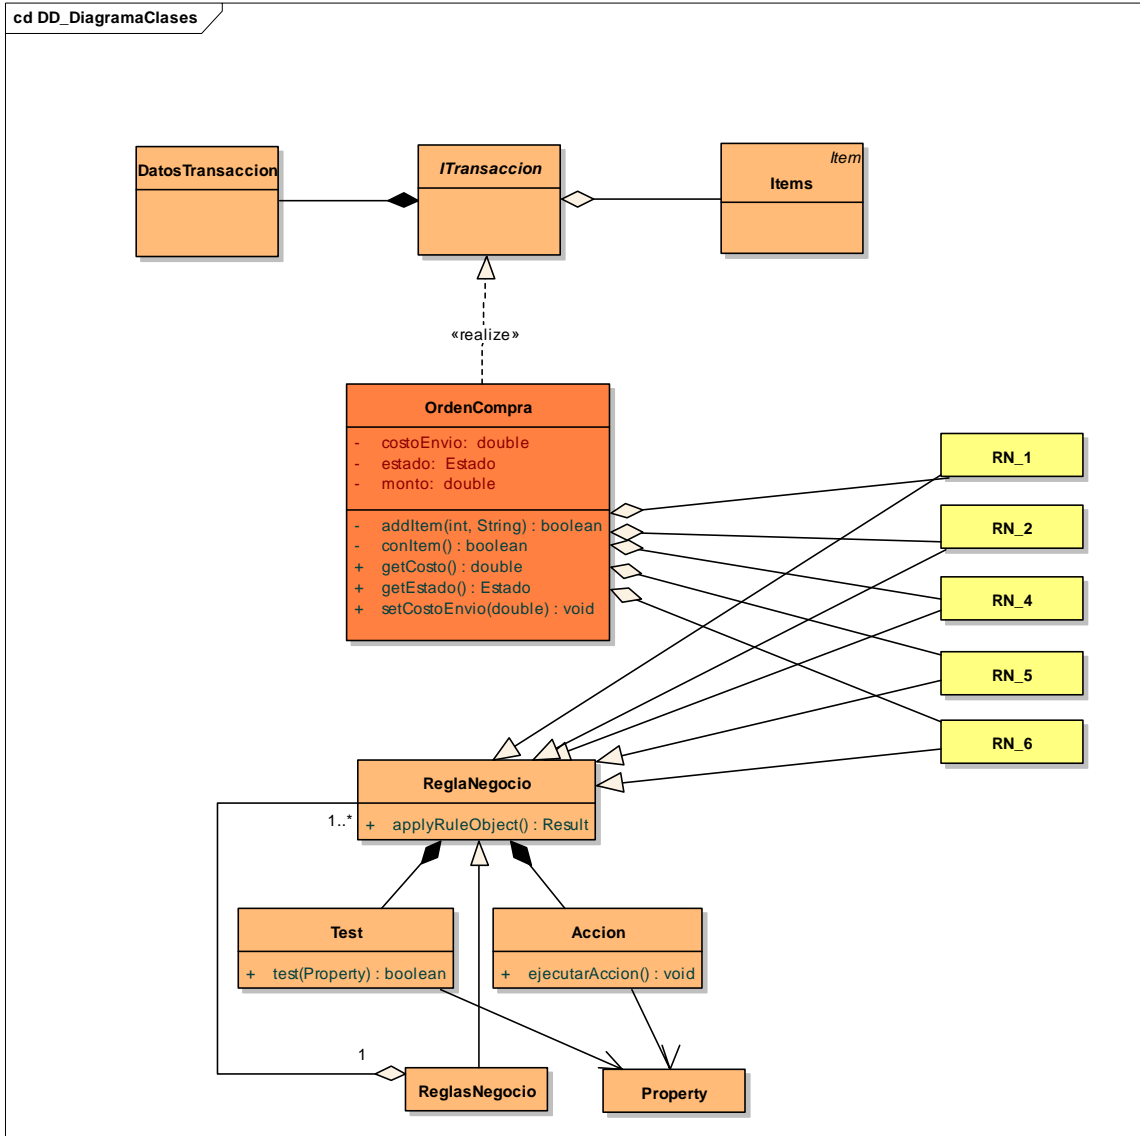 cd DD_DiagramaClases
DatosTransaccion
ITransaccion
Item
Items
«realize»
OrdenCompra
- costoEnvio: double
- estado: Estado
- monto: double
- addItem(int, String) : boolean
- conItem() : boolean
+ getCosto() : double
+ getEstado() : Estado
+ setCostoEnvio(double) : void
RN_1
RN_2
RN_4
RN_5
RN_6
ReglaNegocio
+ applyRuleObject() : Result
1..*
Test
+ test(Property) : boolean
Accion
+ ejecutarAccion() : void
1
ReglasNegocio
Property